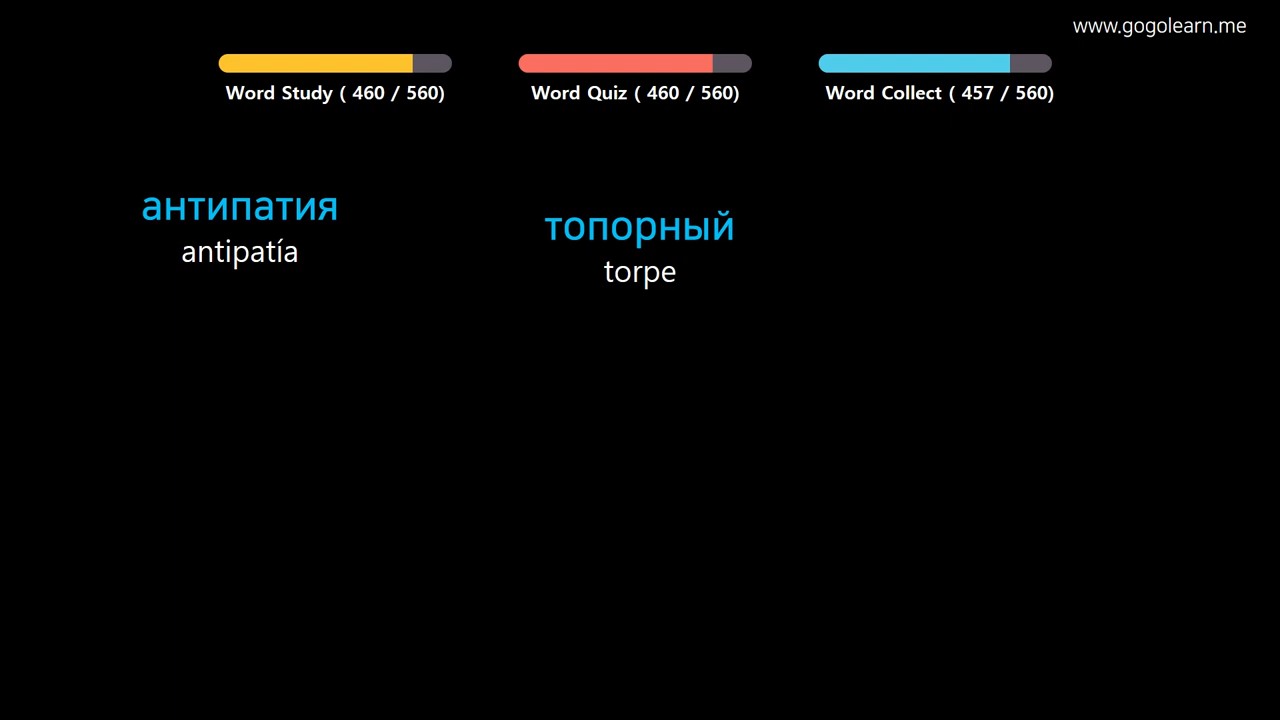 www.gogolearn.me
Word Study ( 460 / 560)
Word Quiz ( 460 / 560)
Word Collect ( 457 / 560)
антипатия
antipatía
топорный
torpe